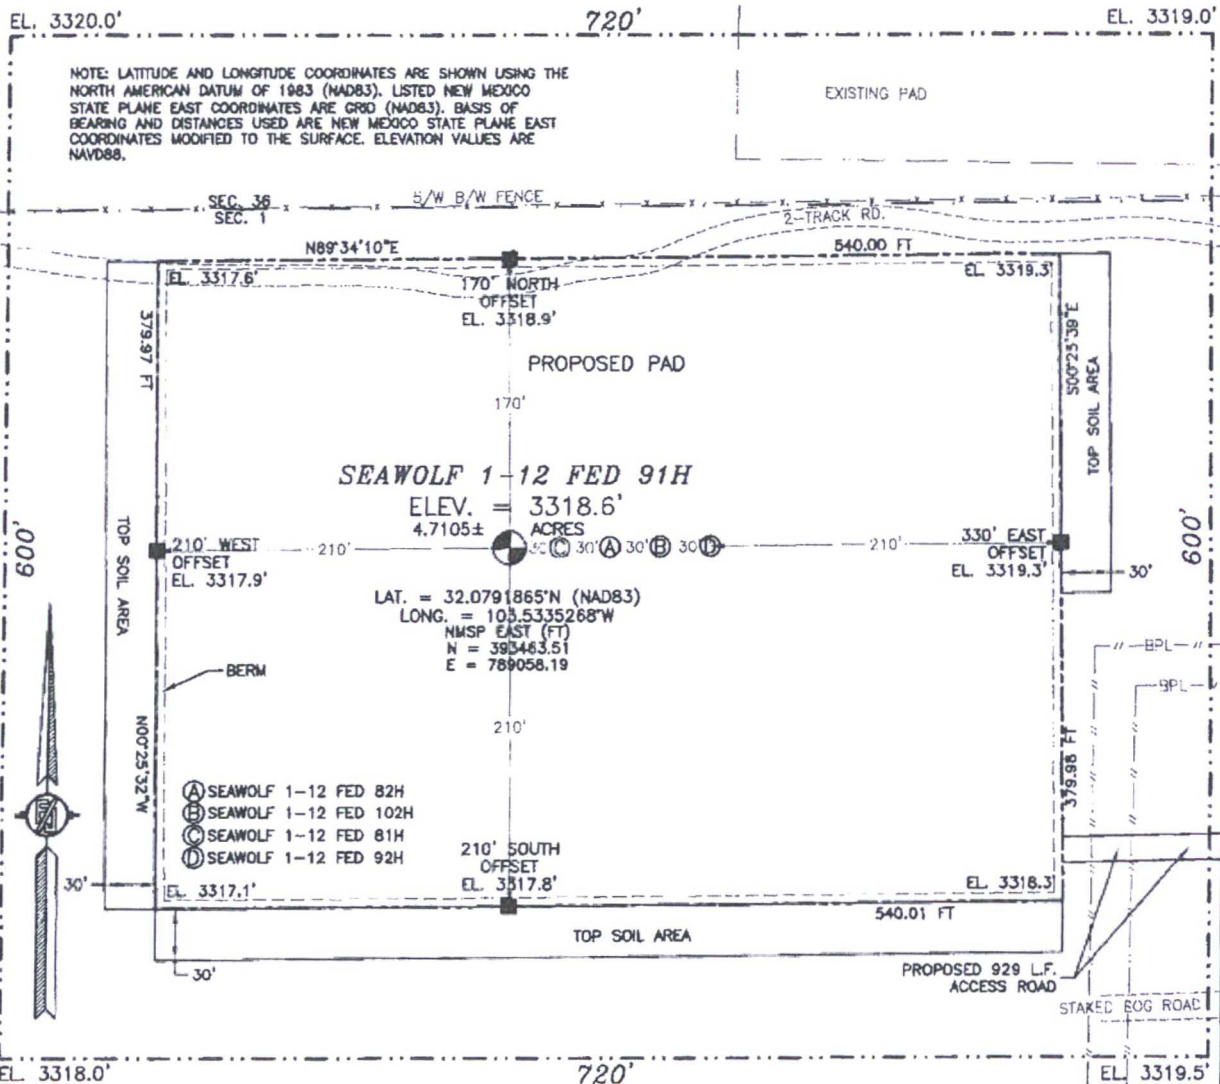 EL. 3320.0'
720'
EL. 3319.0'
NOTE: LATITUDE AND LONGITUDE COORDINATES ARE SHOWN USING THE
NORTH AMERICAN DATUM OF 1983 (NAD83). LISTED NEW MEXICO
STATE PLANE EAST COORDINATES ARE GRID (NAD83). BASIS OF
BEARING AND DISTANCES USED ARE NEW MEXICO STATE PLANE EAST
COORDINATES MODIFIED TO THE SURFACE. ELEVATION VALUES ARE
NAVD88.
EXISTING PAD
SEC. 36
SEC. 1
5/W B/W FENCE
2-TRACK RD.
N89°34'10"E
540.00 FT
EL. 3317.6'
170' NORTH
OFFSET
EL. 3318.9'
EL. 3319.3'
379.97 FT
S00°25'39"E
TOP SOIL AREA
PROPOSED PAD
170'
SEAWOLF 1-12 FED 91H
ELEV. = 3318.6'
4.7105± ACRES
600'
TOP SOIL AREA
210' WEST
OFFSET
EL. 3317.9'
210'
30' C 30' A 30' B 30' D
210'
330' EAST
OFFSET
EL. 3319.3'
30'
600'
LAT. = 32.0791865°N (NAD83)
LONG. = 103.5335268°W
NMSP EAST (FT)
N = 393463.51
E = 789058.19
BERM
BPL
BPL
210'
N00°25'32"W
379.98 FT
A SEAWOLF 1-12 FED 82H
B SEAWOLF 1-12 FED 102H
C SEAWOLF 1-12 FED 81H
D SEAWOLF 1-12 FED 92H
210' SOUTH
OFFSET
EL. 3317.8'
30'
EL. 3317.1'
EL. 3318.3'
540.01 FT
TOP SOIL AREA
30'
PROPOSED 929 L.F.
ACCESS ROAD
STAKED EOG ROAD
EL. 3318.0'
720'
EL. 3319.5'